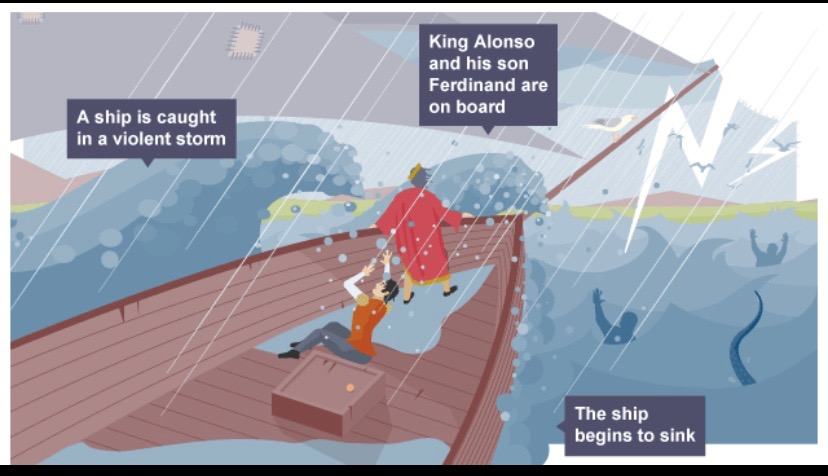 A ship is caught
in a violent storm
King Alonso
and his son
Ferdinand are
on board
The ship
begins to sink